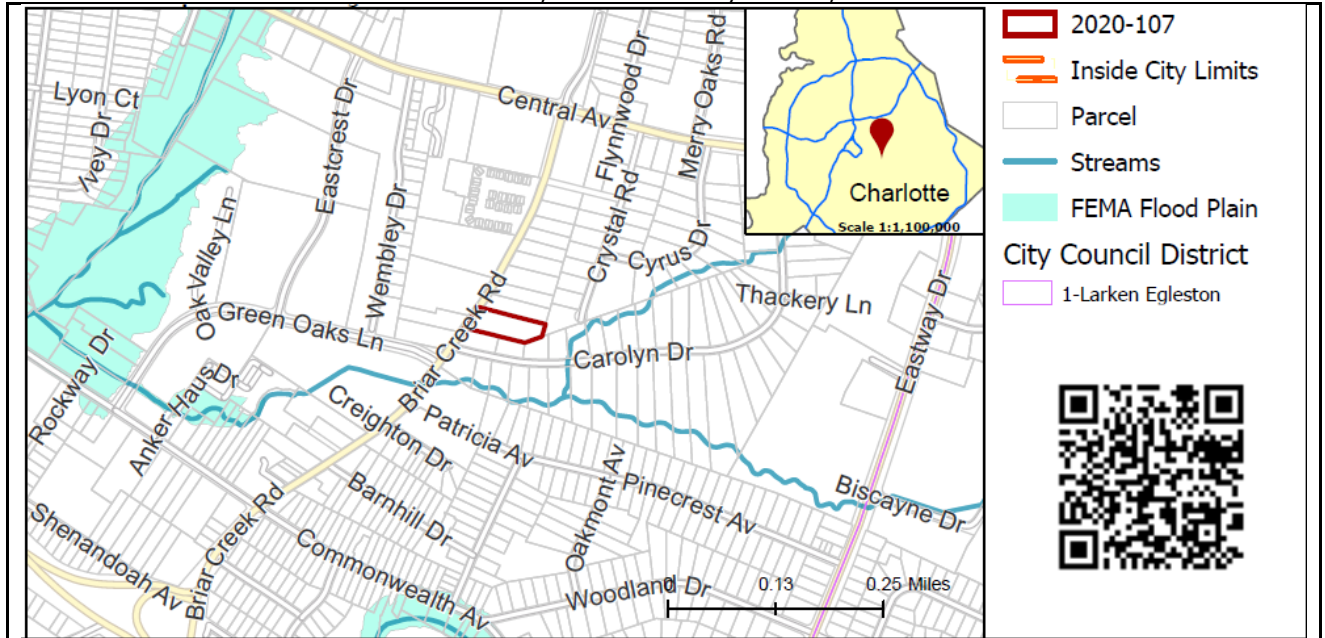 Lyon Ct
Ivey Dr
Eastcrest Dr
Wembley Dr
Central Av
Flynnwood Dr
Merry Oaks Rd
Crystal Rd
Cyrus Dr
Oak Valley Ln
Green Oaks Ln
Briar Creek Rd
Thackery Ln
Carolyn Dr
Eastway Dr
Rockway Dr
Anker Haus Dr
Creighton Dr
Patricia Av
Barnhill Dr
Oakmont Av
Pinecrest Av
Biscayne Dr
Shenandoah Av
Briar Creek Rd
Commonwealth Av
Woodland Dr
0 0.13 0.25 Miles
Charlotte
Scale 1:1,100,000
2020-107
Inside City Limits
Parcel
Streams
FEMA Flood Plain
City Council District
1-Larken Egleston